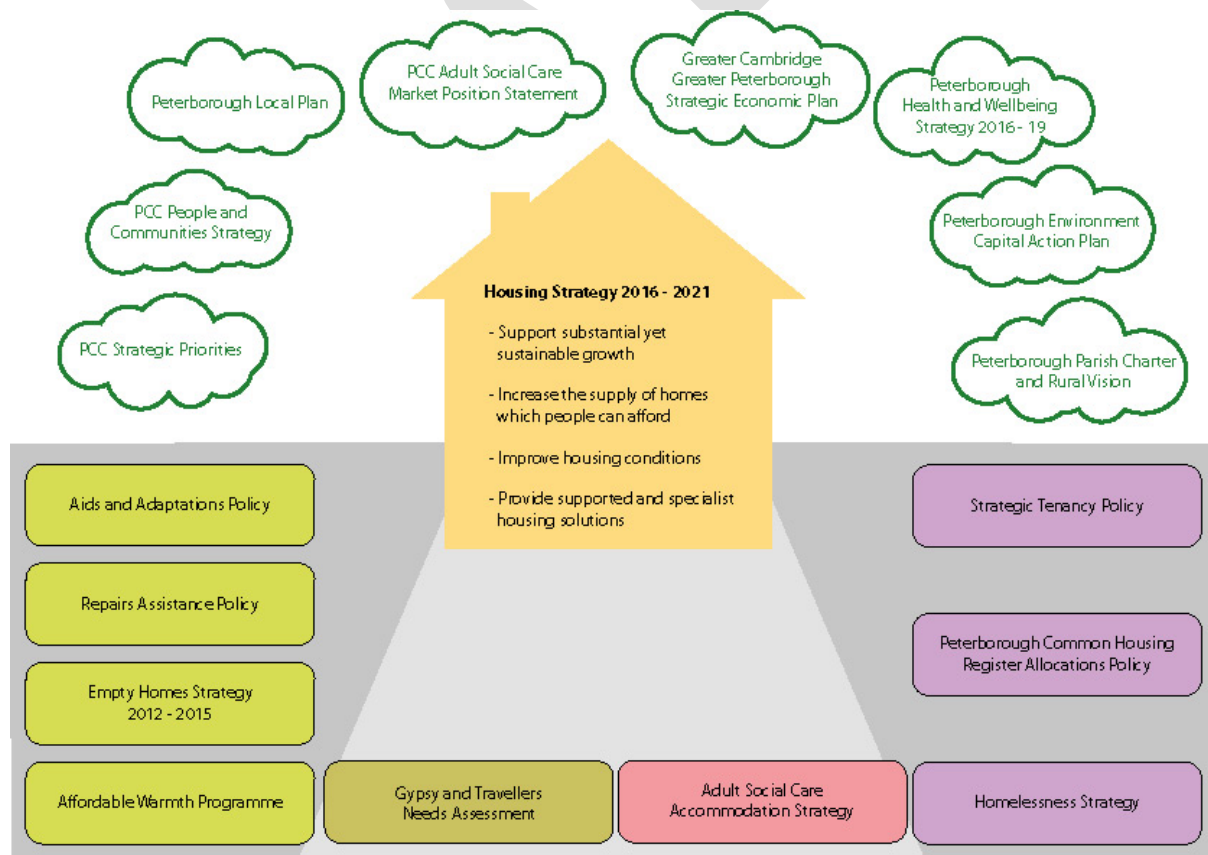 Peterborough Local Plan
PCC Adult Social Care
Market Position Statement
Greater Cambridge
Greater Peterborough
Strategic Economic Plan
Peterborough
Health and Wellbeing
Strategy 2016 - 19
PCC People and
Communities Strategy
Peterborough Environment
Capital Action Plan
PCC Strategic Priorities
Peterborough Parish Charter
and Rural Vision
Housing Strategy 2016 - 2021
- Support substantial yet
sustainable growth
- Increase the supply of homes
which people can afford
- Improve housing conditions
- Provide supported and specialist
housing solutions
Aids and Adaptations Policy
Repairs Assistance Policy
Empty Homes Strategy
2012 - 2015
Affordable Warmth Programme
Gypsy and Travellers
Needs Assessment
Adult Social Care
Accommodation Strategy
Strategic Tenancy Policy
Peterborough Common Housing
Register Allocations Policy
Homelessness Strategy